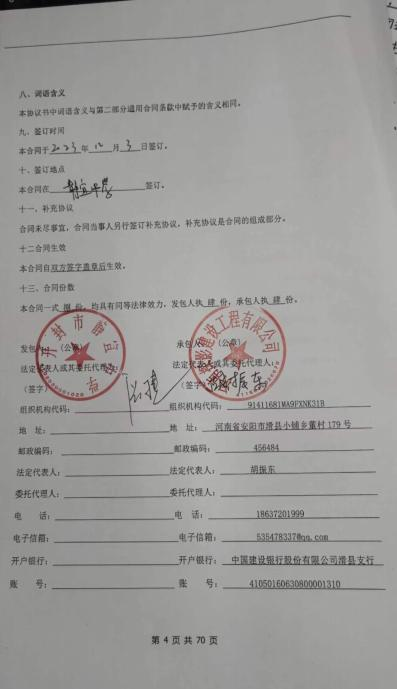 八、词语含义
本协议书中词语含义与第二部分通用合同条款中赋予的含义相同。
九、签订时间
本合同于2023年12月3日签订。
十、签订地点
本合同在 静宜中学 签订。
十一、补充协议
合同未尽事宜，合同当事人另行签订补充协议，补充协议是合同的组成部分。
十二合同生效
本合同自双方签字盖章后生效。
十三、合同份数
本合同一式 捌 份，均具有同等法律效力，发包人执 肆 份，承包人执 肆 份。
发包人：（公章） 承包人：（公章）
法定代表人或其委托代理人： 法定代表人或其委托代理人：
（签字） （签字） 胡振东
组织机构代码： 组织机构代码： 91411681MA9FXNK31B
地 址： 地 址： 河南省安阳市滑县小铺乡董村 179 号
邮政编码： 邮政编码： 456484
法定代表人： 法定代表人： 胡振东
委托代理人： 委托代理人：
电 话： 电 话： 18637201999
电子信箱： 电子信箱： 535478337@qq.com
开户银行： 开户银行： 中国建设银行股份有限公司滑县支行
账 号： 账 号： 41050160630800001310
第 4 页 共 70 页